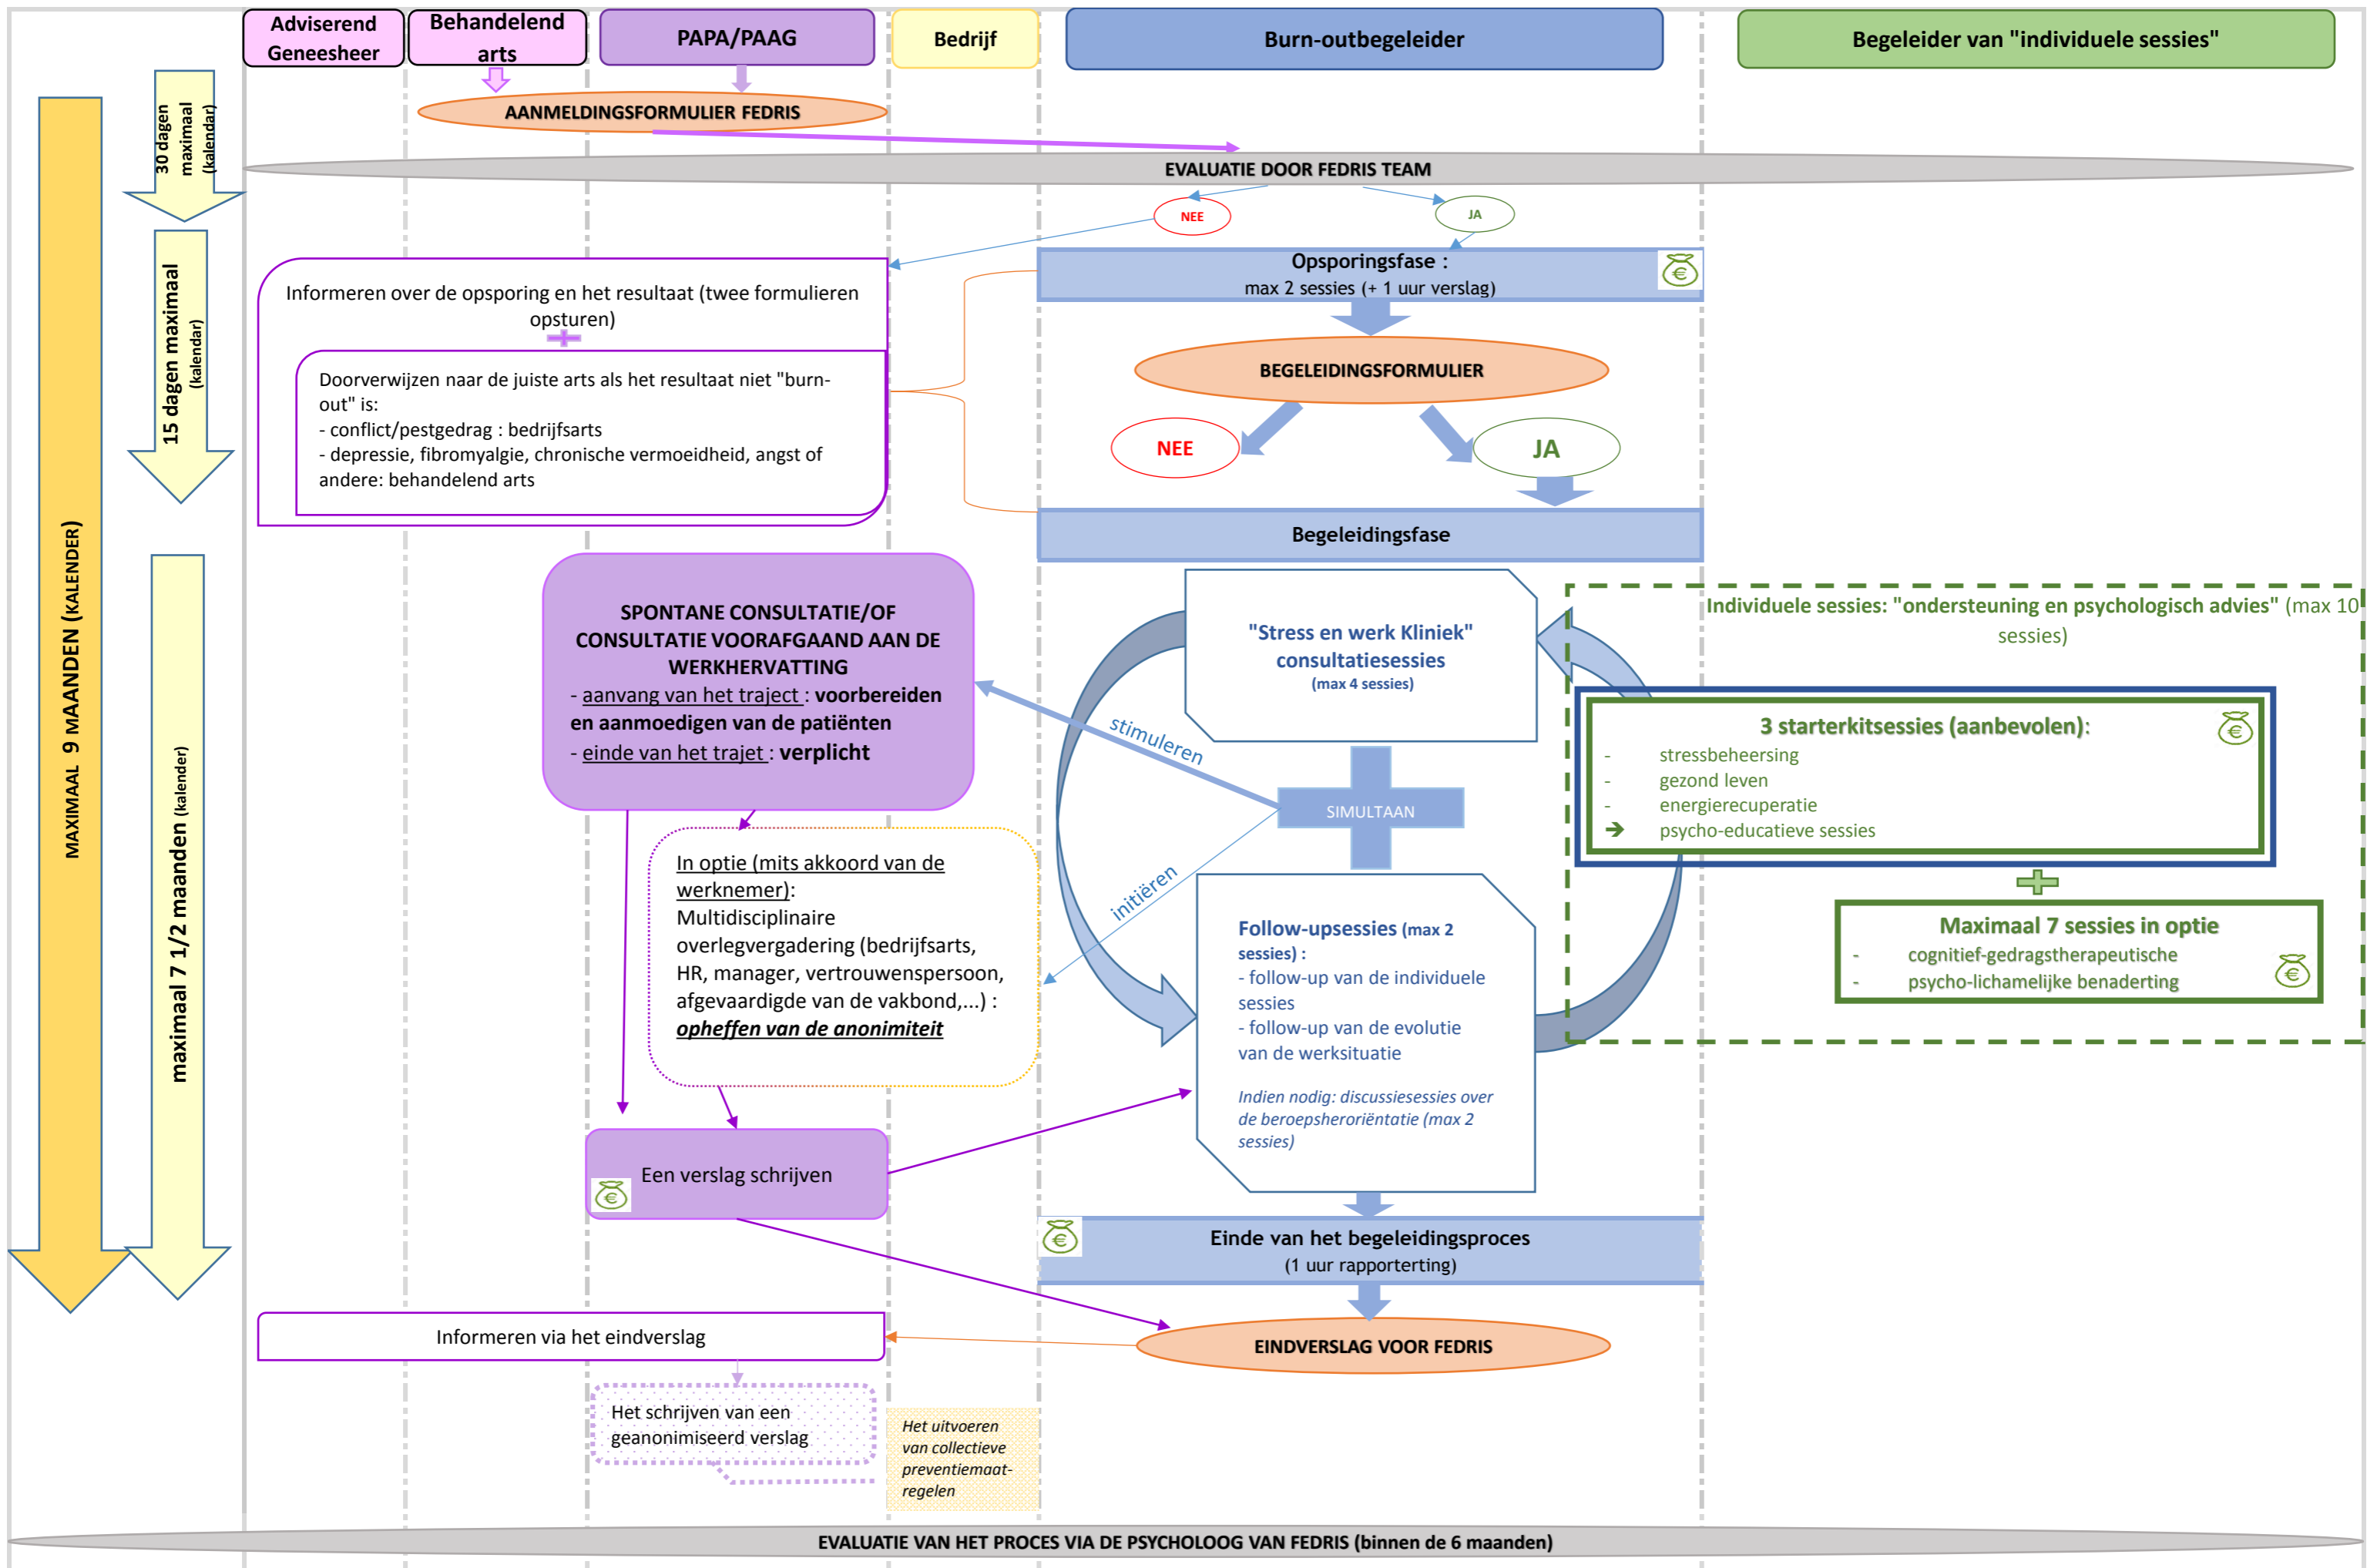 Adviserend
Geneesheer
Behandelend
arts
PAPA/PAAG
Bedrijf
Burn-outbegeleider
Begeleider van "individuele sessies"
30 dagen
maximaal
(kalendar)
AANMELDINGSFORMULIER FEDRIS
EVALUATIE DOOR FEDRIS TEAM
NEE
JA
15 dagen maximaal
(kalendar)
Informeren over de opsporing en het resultaat (twee formulieren
opsturen)
Doorverwijzen naar de juiste arts als het resultaat niet "burn-
out" is:
- conflict/pestgedrag : bedrijfsarts
- depressie, fibromyalgie, chronische vermoeidheid, angst of
andere: behandelend arts
Opsporingsfase :
max 2 sessies (+ 1 uur verslag)
€
BEGELEIDINGSFORMULIER
NEE
JA
Begeleidingsfase
MAXIMAAL 9 MAANDEN (KALENDER)
maximaal 7 1/2 maanden (kalender)
SPONTANE CONSULTATIE/OF
CONSULTATIE VOORAFGAAND AAN DE
WERKHERVATTING
- aanvang van het traject : voorbereiden
en aanmoedigen van de patiënten
- einde van het trajet : verplicht
"Stress en werk Kliniek"
consultatiesessies
(max 4 sessies)
stimuleren
SIMULTAAN
initiëren
Individuele sessies: "ondersteuning en psychologisch advies" (max 10
sessies)
3 starterkitsessies (aanbevolen):
- stressbeheersing
- gezond leven
- energierecuperatie
➔ psycho-educatieve sessies
€
Maximaal 7 sessies in optie
- cognitief-gedragstherapeutische
- psycho-lichamelijke benaderting
€
In optie (mits akkoord van de
werknemer):
Multidisciplinaire
overlegvergadering (bedrijfsarts,
HR, manager, vertrouwenspersoon,
afgevaardigde van de vakbond,...) :
opheffen van de anonimiteit
Follow-upsessies (max 2
sessies) :
- follow-up van de individuele
sessies
- follow-up van de evolutie
van de werksituatie
Indien nodig: discussiesessies over
de beroepsheroriëntatie (max 2
sessies)
Een verslag schrijven
€
€
Einde van het begeleidingsproces
(1 uur rapporterting)
Informeren via het eindverslag
EINDVERSLAG VOOR FEDRIS
Het schrijven van een
geanonimiseerd verslag
Het uitvoeren
van collectieve
preventiemaat-
regelen
EVALUATIE VAN HET PROCES VIA DE PSYCHOLOOG VAN FEDRIS (binnen de 6 maanden)